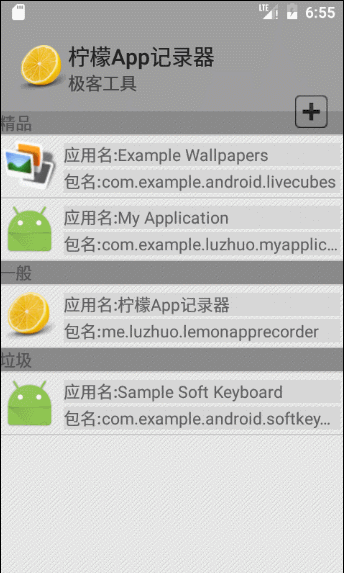 LTE 6:55
柠檬App记录器
极客工具
精品
应用名:Example Wallpapers
包名:com.example.android.livecubes
应用名:My Application
包名:com.example.luzhuo.myapplic...
一般
应用名:柠檬App记录器
包名:me.luzhuo.lemonapprecorder
垃圾
应用名:Sample Soft Keyboard
包名:com.example.android.softkey...